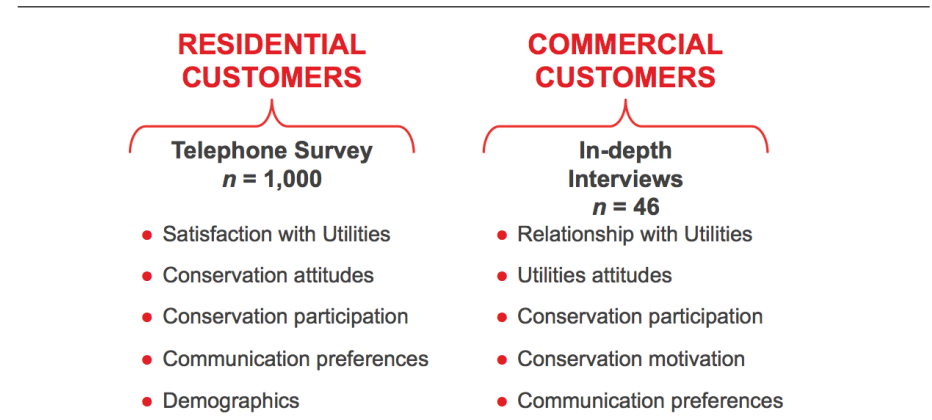 RESIDENTIAL
CUSTOMERS
Telephone Survey
n = 1,000
• Satisfaction with Utilities
• Conservation attitudes
• Conservation participation
• Communication preferences
• Demographics
COMMERCIAL
CUSTOMERS
In-depth
Interviews
n = 46
• Relationship with Utilities
• Utilities attitudes
• Conservation participation
• Conservation motivation
• Communication preferences